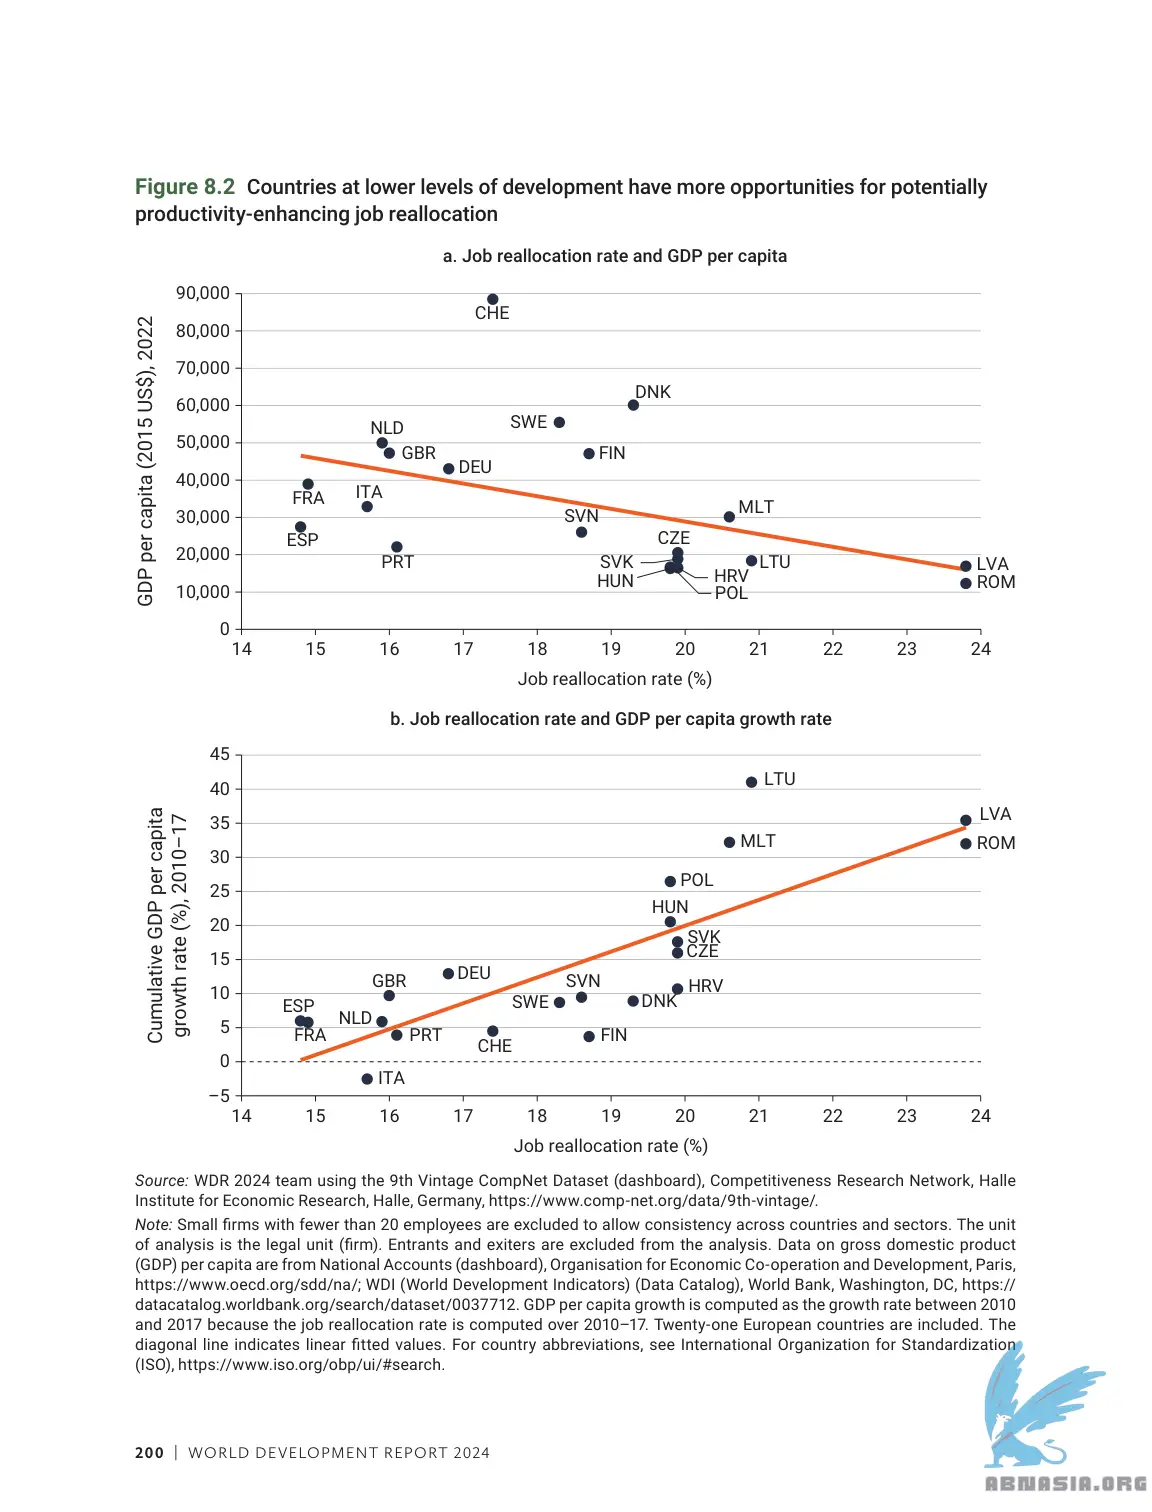 Figure 8.2 Countries at lower levels of development have more opportunities for potentially
productivity-enhancing job reallocation
a. Job reallocation rate and GDP per capita
GDP per capita (2015 US$), 2022
90,000
80,000
70,000
60,000
50,000
40,000
30,000
20,000
10,000
0
CHE
DNK
SWE
NLD
GBR
FIN
DEU
FRA
ITA
MLT
SVN
ESP
CZE
PRT
SVK
LTU
LVA
HUN
HRV
ROM
POL
14 15 16 17 18 19 20 21 22 23 24
Job reallocation rate (%)
b. Job reallocation rate and GDP per capita growth rate
Cumulative GDP per capita
growth rate (%), 2010–17
45
40
35
30
25
20
15
10
5
0
–5
LTU
LVA
MLT
ROM
POL
HUN
SVK
CZE
DEU
GBR
SVN
HRV
ESP
SWE
DNK
NLD
FRA
PRT
CHE
FIN
ITA
14 15 16 17 18 19 20 21 22 23 24
Job reallocation rate (%)
Source: WDR 2024 team using the 9th Vintage CompNet Dataset (dashboard), Competitiveness Research Network, Halle
Institute for Economic Research, Halle, Germany, https://www.comp-net.org/data/9th-vintage/.
Note: Small firms with fewer than 20 employees are excluded to allow consistency across countries and sectors. The unit
of analysis is the legal unit (firm). Entrants and exiters are excluded from the analysis. Data on gross domestic product
(GDP) per capita are from National Accounts (dashboard), Organisation for Economic Co-operation and Development, Paris,
https://www.oecd.org/sdd/na/; WDI (World Development Indicators) (Data Catalog), World Bank, Washington, DC, https://
datacatalog.worldbank.org/search/dataset/0037712. GDP per capita growth is computed as the growth rate between 2010
and 2017 because the job reallocation rate is computed over 2010–17. Twenty-one European countries are included. The
diagonal line indicates linear fitted values. For country abbreviations, see International Organization for Standardization
(ISO), https://www.iso.org/obp/ui/#search.
200 | WORLD DEVELOPMENT REPORT 2024
ABNASIA.ORG